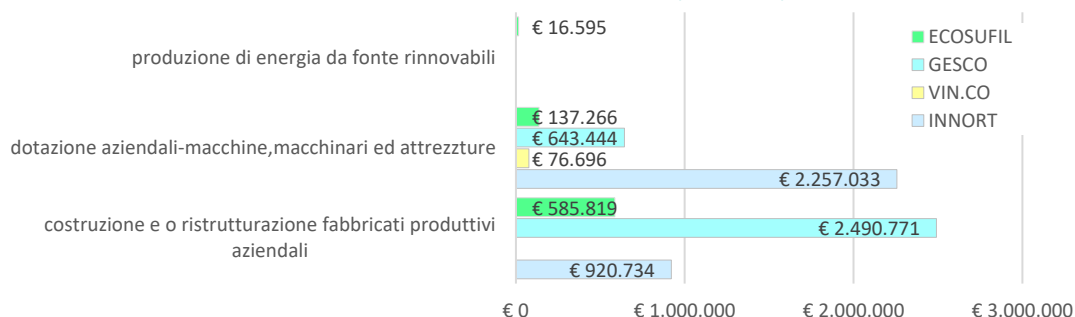 € 16.595
produzione di energia da fonte rinnovabili
ECOSUFIL
GESCO
VIN.CO
INNORT
€ 137.266
€ 643.444
dotazione aziendali-macchine,macchinari ed attrezzture
€ 76.696
€ 2.257.033
€ 585.819
costruzione e o ristrutturazione fabbricati produttivi
aziendali
€ 2.490.771
€ 920.734
€ 0
€ 1.000.000
€ 2.000.000
€ 3.000.000